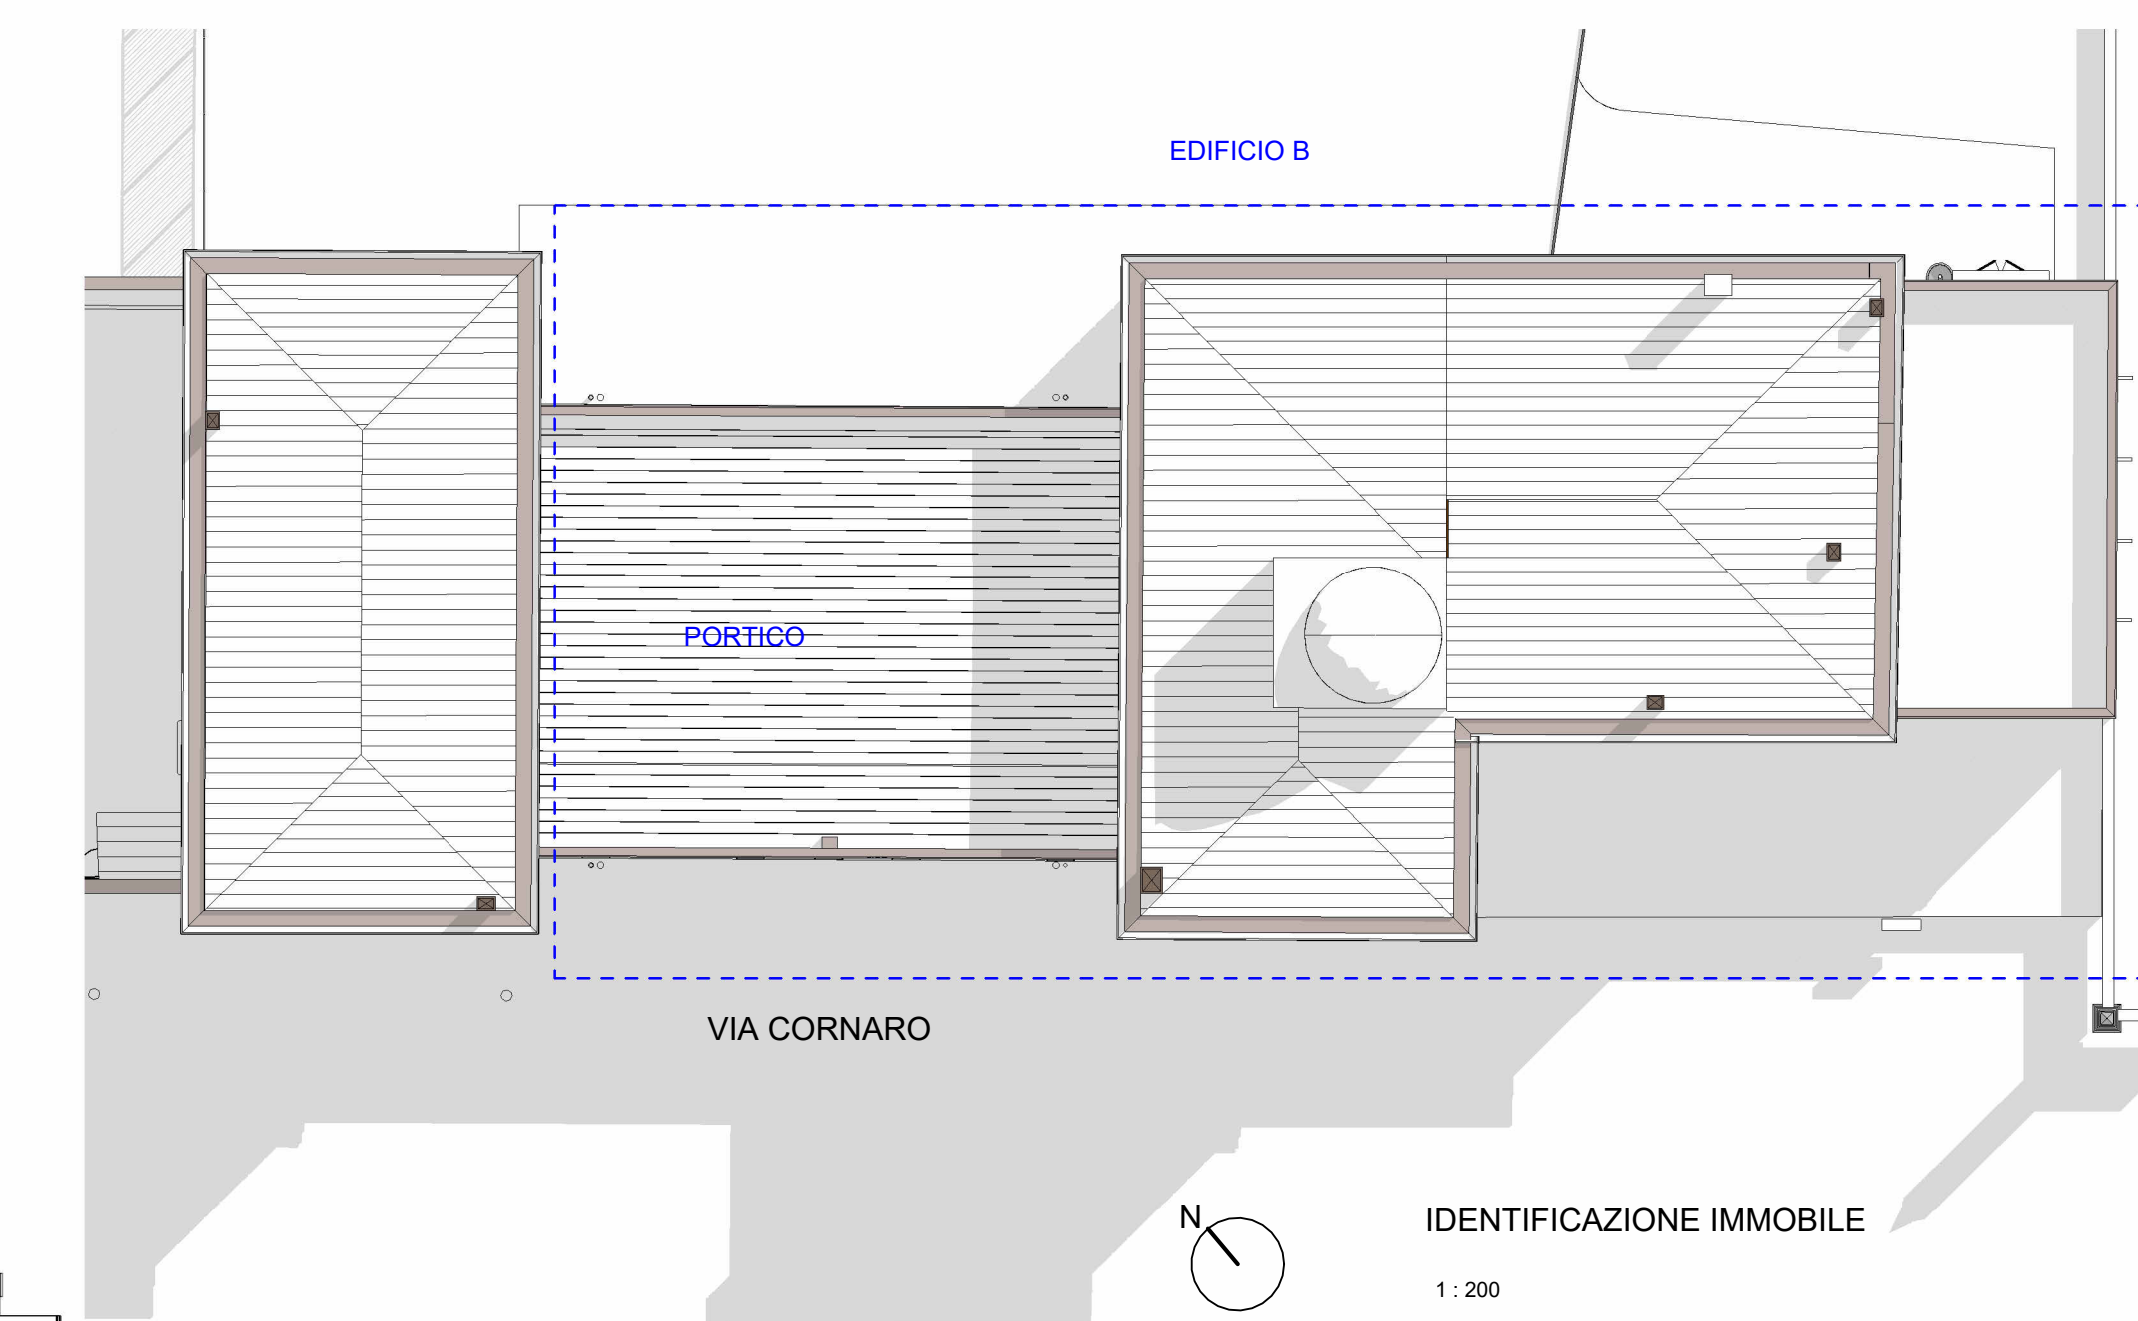 EDIFICIO B
PORTICO
VIA CORNARO
N
IDENTIFICAZIONE IMMOBILE
1 : 200